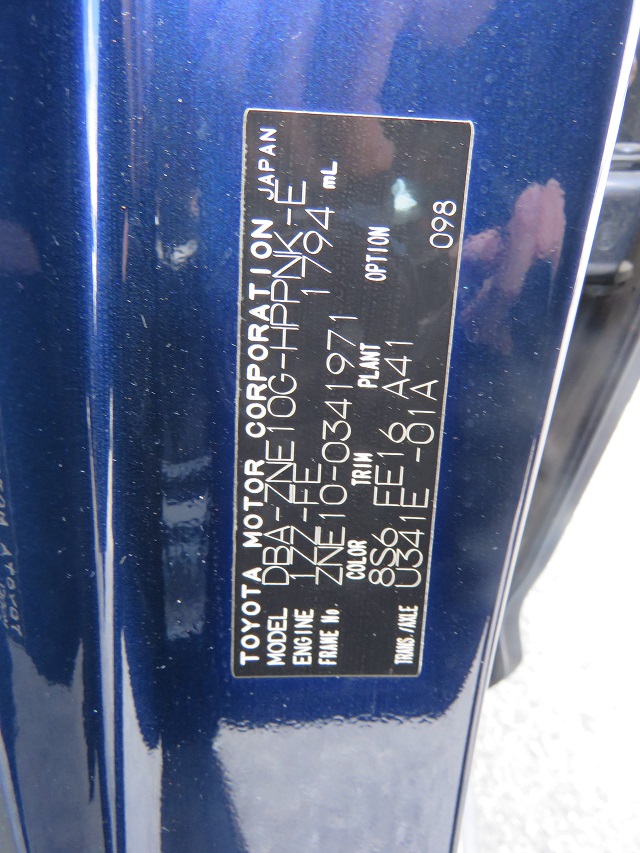 TOYOTA MOTOR CORPORATION JAPAN
MODEL DBA-ZNE10G-HPPNK-E
ENGINE 1ZZ-FE 1794 mL
FRAME No. ZNE10-0341971
COLOR TRIM PLANT OPTION
8S6 FE16 A41
TRANS./AXLE U341E -01A 098